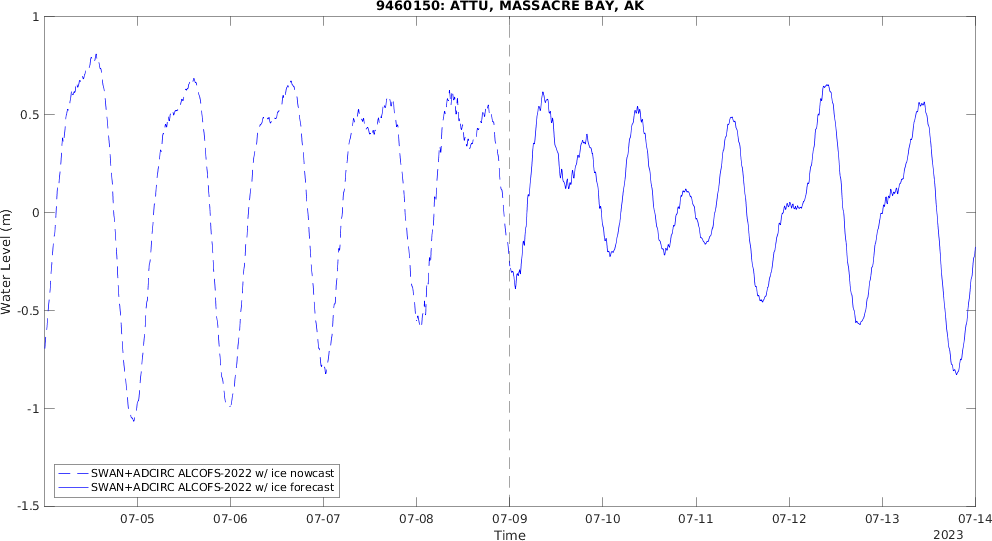 9460150: ATTU, MASSACRE BAY, AK
Water Level (m)
1
0.5
0
-0.5
-1
-1.5
SWAN+ADCIRC ALCOFS-2022 w/ ice nowcast
SWAN+ADCIRC ALCOFS-2022 w/ ice forecast
07-05 07-06 07-07 07-08 07-09 07-10 07-11 07-12 07-13 07-14
Time
2023